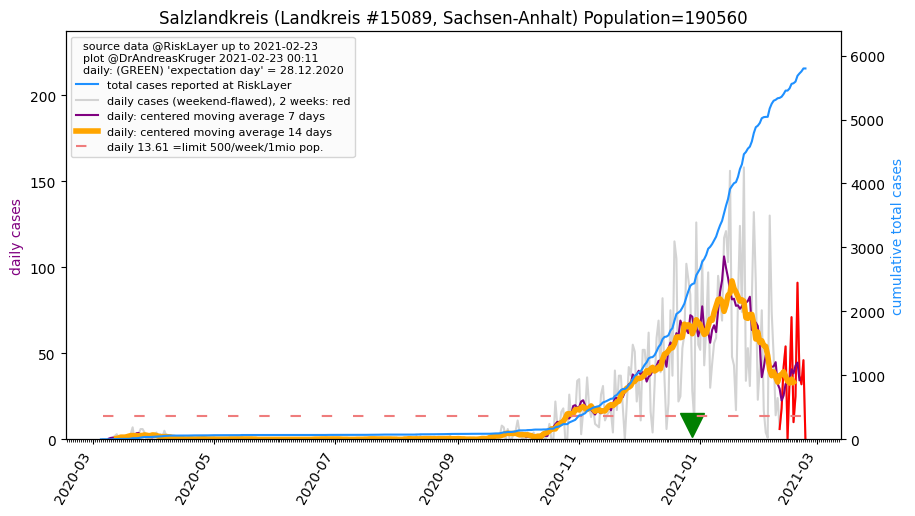 Salzlandkreis (Landkreis #15089, Sachsen-Anhalt) Population=190560
source data @RiskLayer up to 2021-02-23
plot @DrAndreasKruger 2021-02-23 00:11
daily: (GREEN) 'expectation day' = 28.12.2020
total cases reported at RiskLayer
daily cases (weekend-flawed), 2 weeks: red
daily: centered moving average 7 days
daily: centered moving average 14 days
daily 13.61 =limit 500/week/1mio pop.
daily cases
200
150
100
50
0
cumulative total cases
6000
5000
4000
3000
2000
1000
0
2020-03
2020-05
2020-07
2020-09
2020-11
2021-01
2021-03